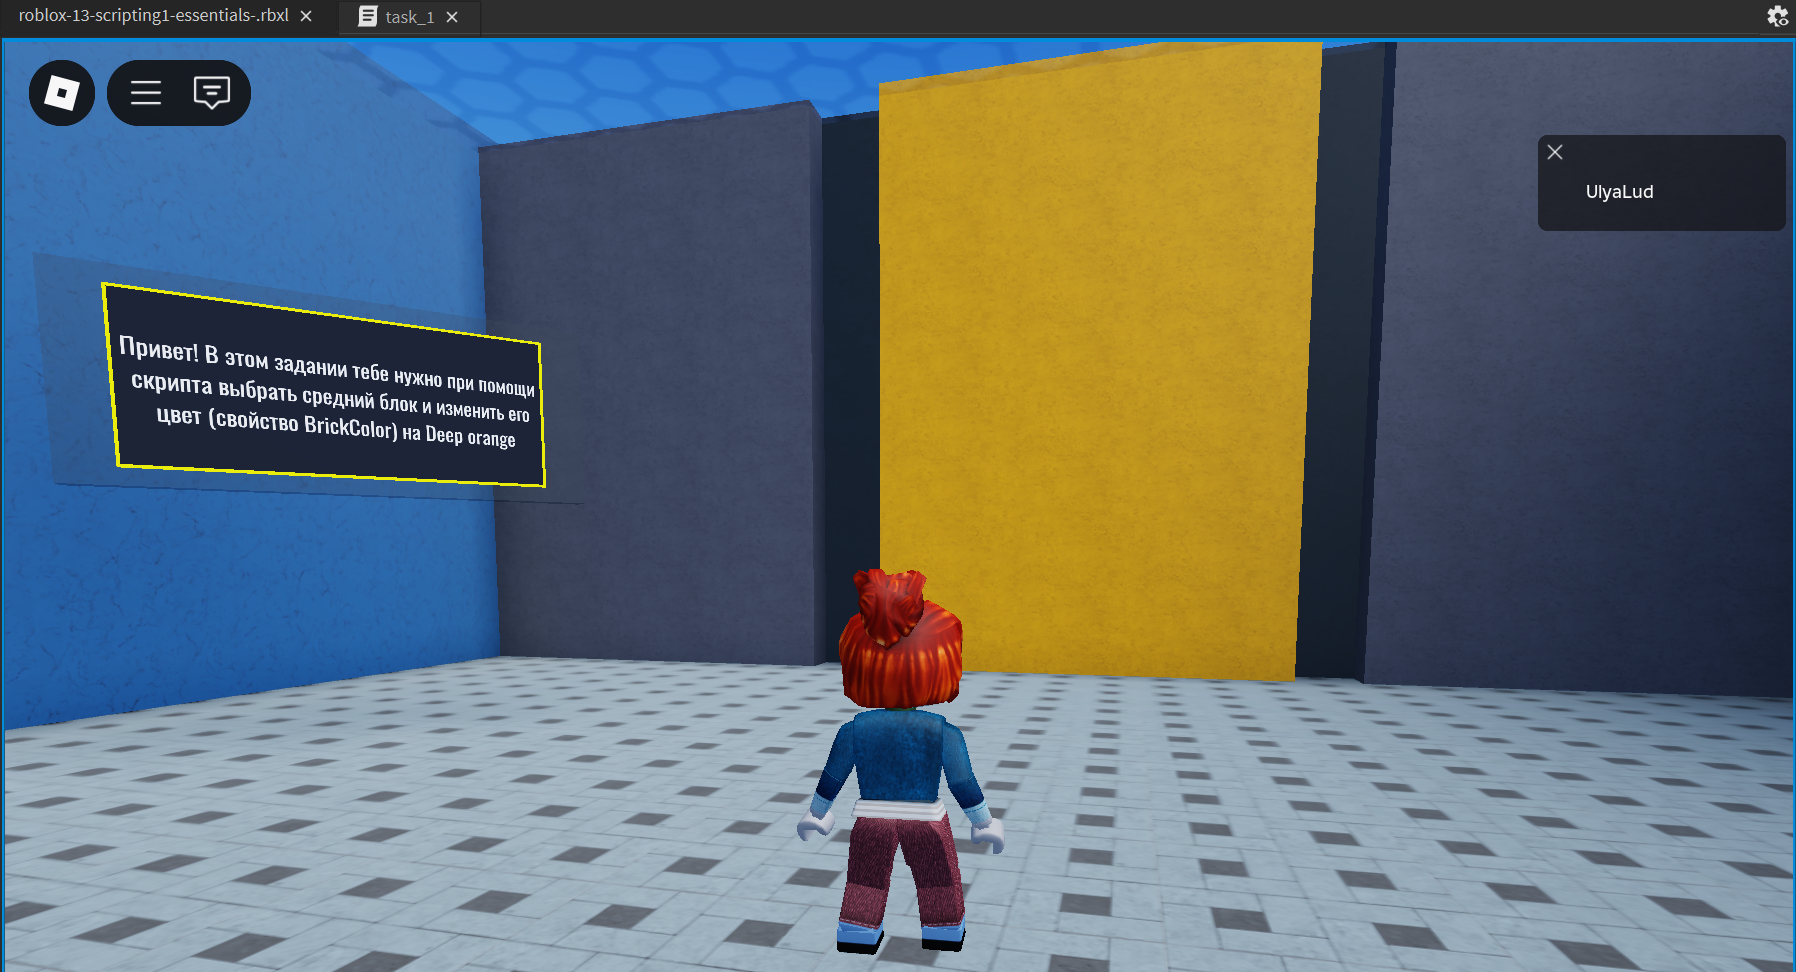 roblox-13-scripting1-essentials-.rbxl
task_1
UlyaLud
Привет! В этом задании тебе нужно при помощи
скрипта выбрать средний блок и изменить его
цвет (свойство BrickColor) на Deep orange